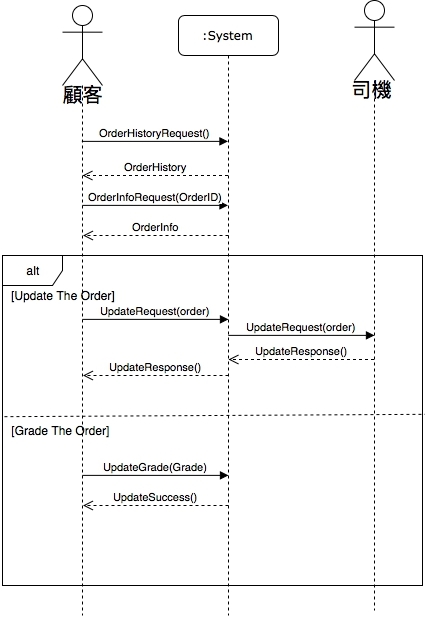 :System
顧客
司機
OrderHistoryRequest()
OrderHistory
OrderInfoRequest(OrderID)
OrderInfo
alt
[Update The Order]
UpdateRequest(order)
UpdateRequest(order)
UpdateResponse()
UpdateResponse()
[Grade The Order]
UpdateGrade(Grade)
UpdateSuccess()